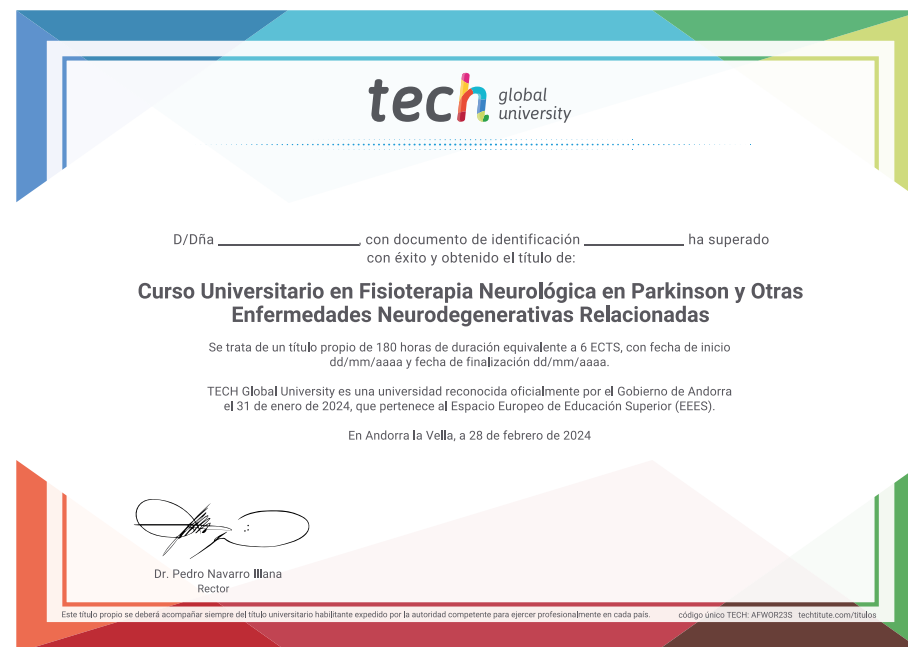 tech global university
D/Dña ____________, con documento de identificación ________ ha superado
con éxito y obtenido el título de:
Curso Universitario en Fisioterapia Neurológica en Parkinson y Otras
Enfermedades Neurodegenerativas Relacionadas
Se trata de un título propio de 180 horas de duración equivalente a 6 ECTS, con fecha de inicio
dd/mm/aaaa y fecha de finalización dd/mm/aaaa.
TECH Global University es una universidad reconocida oficialmente por el Gobierno de Andorra
el 31 de enero de 2024, que pertenece al Espacio Europeo de Educación Superior (EEES).
En Andorra la Vella, a 28 de febrero de 2024
Dr. Pedro Navarro Illana
Rector
Este título propio se deberá acompañar siempre del título universitario habilitante expedido por la autoridad competente para ejercer profesionalmente en cada país. código único TECH: AFWOR23S techtitute.com/titulos